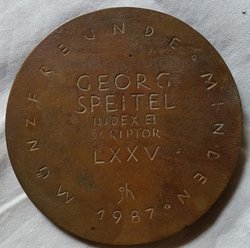 MÜNZFREUNDE MINDEN
GEORG
SPEITEL
IUDEX ET
SCRIPTOR
LXXV
1987